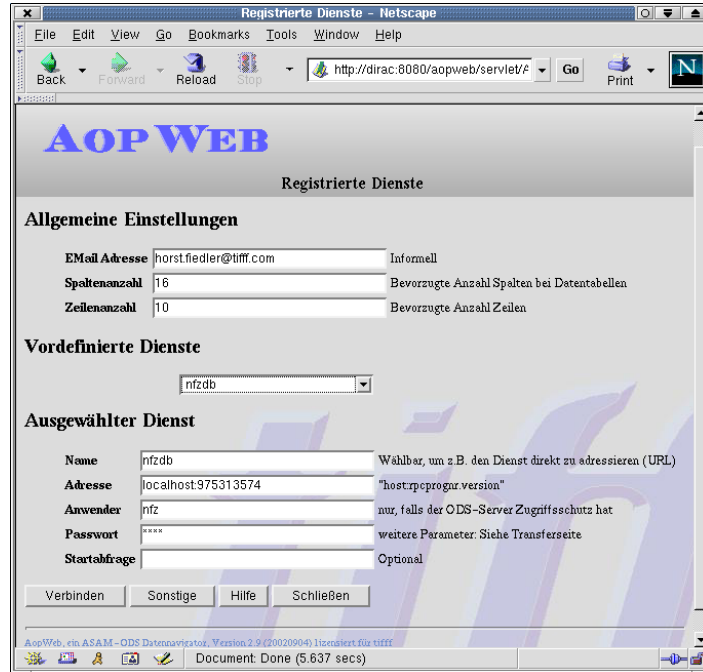 Registrierte Dienste - Netscape
File Edit View Go Bookmarks Tools Window Help
Back Forward Reload Stop http://dirac:8080/aopweb/servlet/ Go Print N
AOP WEB
Registrierte Dienste
Allgemeine Einstellungen
EMail Adresse horst.fiedler@tifff.com Informell
Spaltenanzahl 16 Bevorzugte Anzahl Spalten bei Datentabellen
Zeilenanzahl 10 Bevorzugte Anzahl Zeilen
Vordefinierte Dienste
nfzdb
Ausgewählter Dienst
Name nfzdb Wählbar, um z.B. den Dienst direkt zu adressieren (URL)
Adresse localhost:975313574 "host:rpcprognr.version"
Anwender nfz nur, falls der ODS-Server Zugriffsschutz hat
Passwort **** weitere Parameter: Siehe Transferseite
Startabfrage Optional
Verbinden Sonstige Hilfe Schließen
AopWeb, ein ASAM-ODS Datennavigator, Version 2.9 (20020904) lizensiert für tifff
Document: Done (5.637 secs)